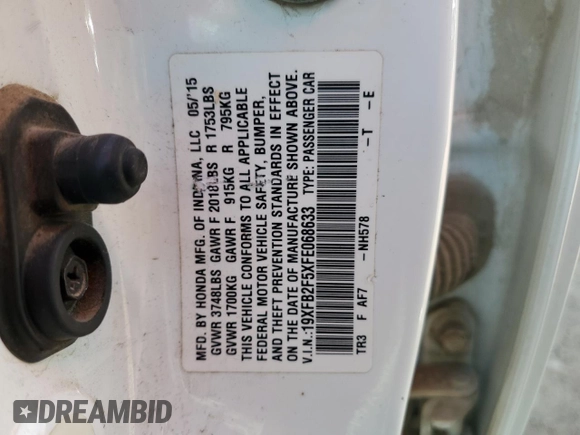 MFD. BY HONDA MFG. OF INDIANA, LLC 05/15
GVWR 3748LBS GAWR F 2018LBS R 1753LBS
GVWR 1700KG GAWR F 915KG R 795KG
THIS VEHICLE CONFORMS TO ALL APPLICABLE
FEDERAL MOTOR VEHICLE SAFETY, BUMPER,
AND THEFT PREVENTION STANDARDS IN EFFECT
ON THE DATE OF MANUFACTURE SHOWN ABOVE.
V.I.N.:19XFB2F5XFE068633 TYPE: PASSENGER CAR
TR3 F AF7 -NH578 -T -E
DREAMBID